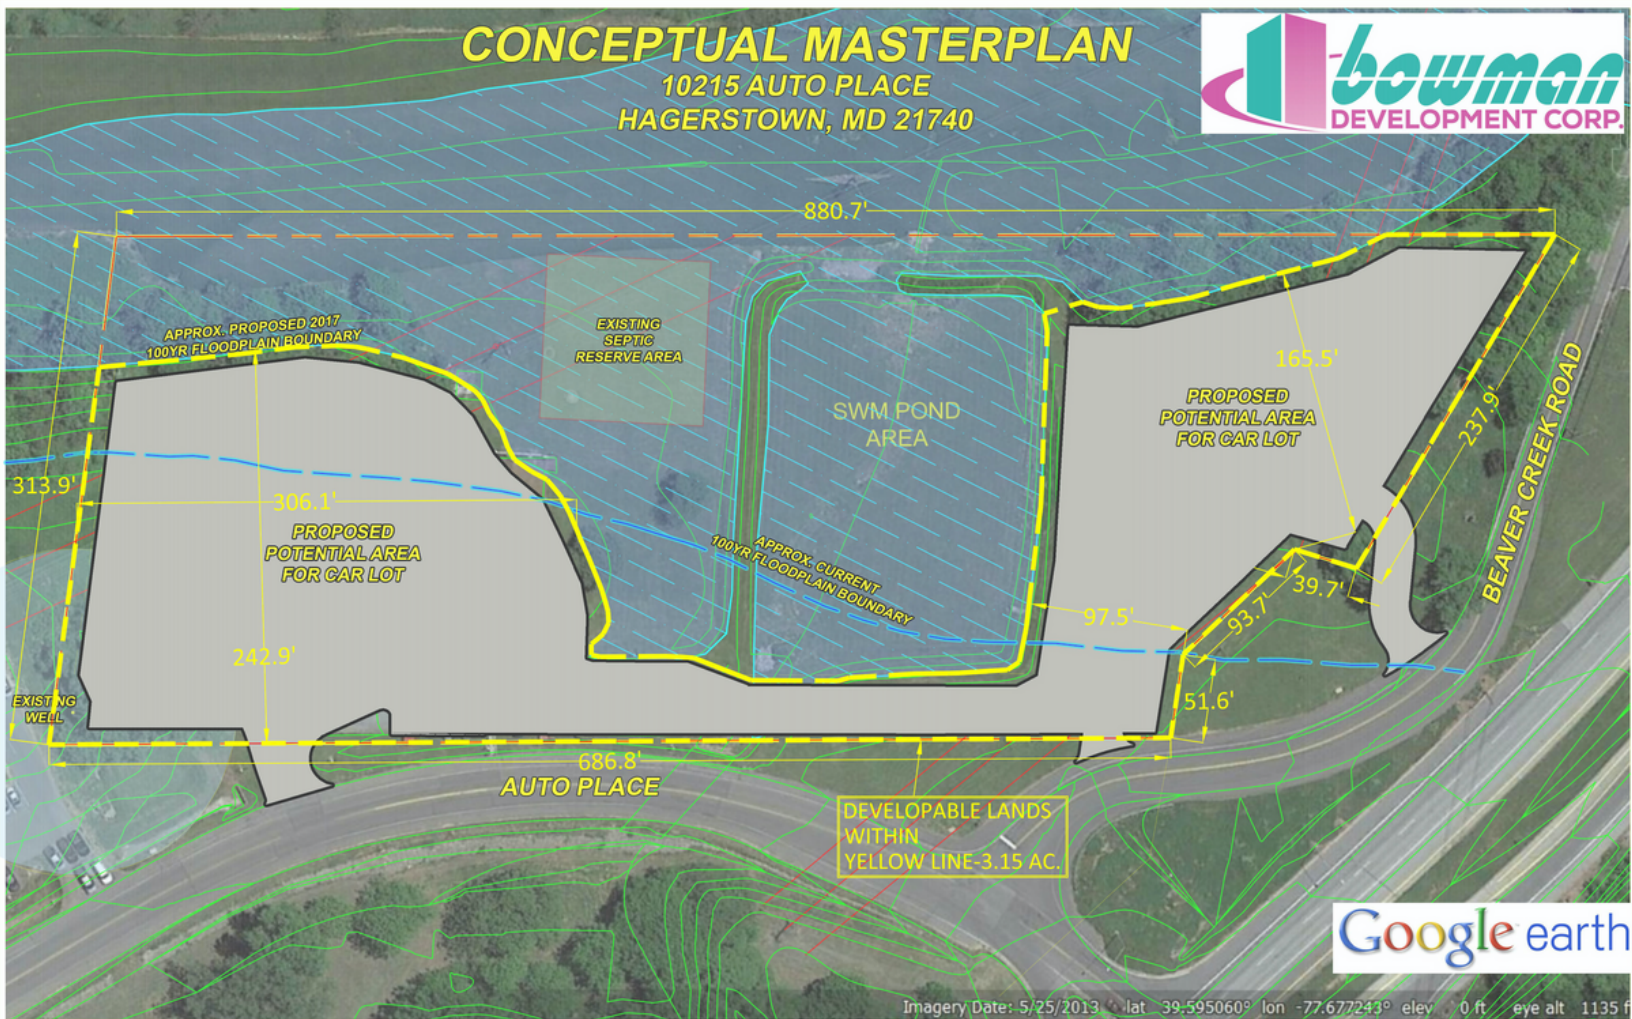 CONCEPTUAL MASTERPLAN
10215 AUTO PLACE
HAGERSTOWN, MD 21740
bowman
DEVELOPMENT CORP.
880.7'
APPROX. PROPOSED 2017
100YR FLOODPLAIN BOUNDARY
EXISTING
SEPTIC
RESERVE AREA
SWM POND
AREA
165.5'
PROPOSED
POTENTIAL AREA
FOR CAR LOT
237.9'
BEAVER CREEK ROAD
313.9'
306.1'
PROPOSED
POTENTIAL AREA
FOR CAR LOT
APPROX. CURRENT
100YR FLOODPLAIN BOUNDARY
39.7'
93.7'
97.5'
242.9'
51.6'
EXISTING
WELL
686.8'
AUTO PLACE
DEVELOPABLE LANDS
WITHIN
YELLOW LINE-3.15 AC.
Google earth
Imagery Date: 5/25/2013 lat 39.595060° lon -77.677243° elev 0 ft eye alt 1135 f